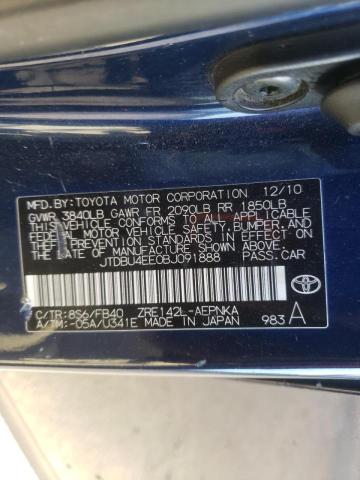 MFD.BY: TOYOTA MOTOR CORPORATION 12/10
GVWR 3840LB GAWR FR 2090LB RR 1850LB
THIS VEHICLE CONFORMS TO ALL APPLICABLE
FEDERAL MOTOR VEHICLE SAFETY, BUMPER, AND
THEFT PREVENTION STANDARDS IN EFFECT ON
THE DATE OF MANUFACTURE SHOWN ABOVE.
JTDBU4EE0BJ091888 PASS.CAR
C/TR:8S6/FB40 ZRE142L-AEPNKA
A/TM:-05A/U341E MADE IN JAPAN 983 A